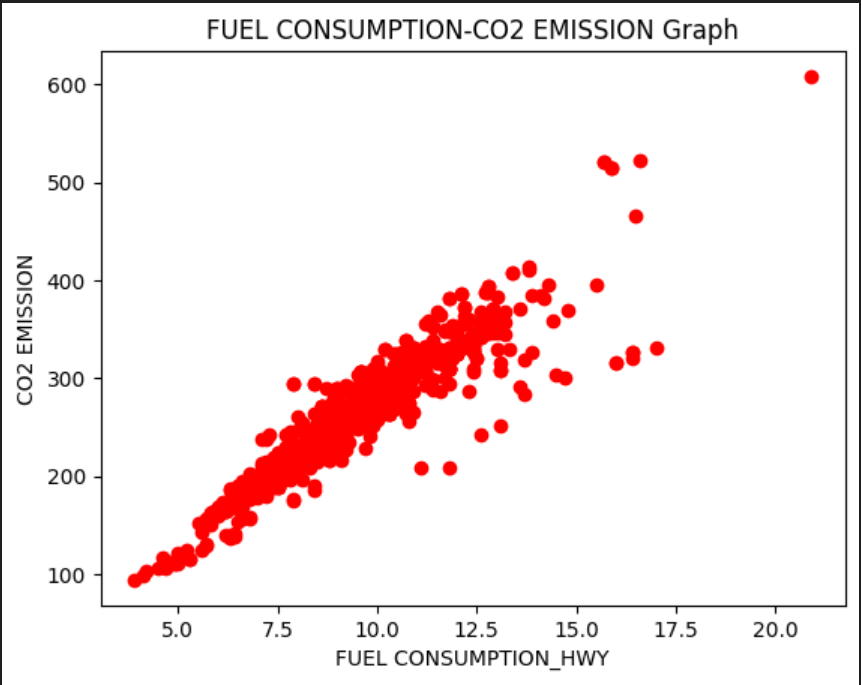 FUEL CONSUMPTION-CO2 EMISSION Graph
600
500
400
300
200
100
CO2 EMISSION
5.0 7.5 10.0 12.5 15.0 17.5 20.0
FUEL CONSUMPTION_HWY